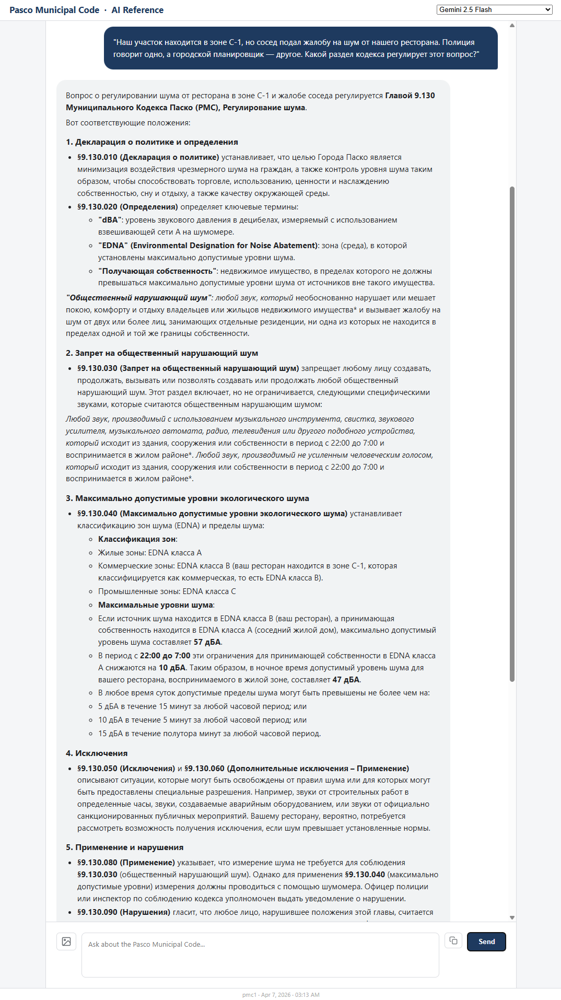 Pasco Municipal Code · AI Reference
Gemini 2.5 Flash
"Наш участок находится в зоне С-1, но сосед подал жалобу на шум от нашего ресторана. Полиция
говорит одно, а городской планировщик — другое. Какой раздел кодекса регулирует этот вопрос?"
Вопрос о регулировании шума от ресторана в зоне С-1 и жалобе соседа регулируется Главой 9.130
Муниципального Кодекса Паско (PMC), Регулирование шума.
Вот соответствующие положения:
1. Декларация о политике и определения
• §9.130.010 (Декларация о политике) устанавливает, что целью Города Паско является
минимизация воздействия чрезмерного шума на граждан, а также контроль уровня шума таким
образом, чтобы способствовать торговле, использованию, ценности и наслаждению
собственностью, сну и отдыху, а также качеству окружающей среды.
• §9.130.020 (Определения) определяет ключевые термины:
◦ "dBA": уровень звукового давления в децибелах, измеряемый с использованием
взвешивающей сети А на шумомере.
◦ "EDNA" (Environmental Designation for Noise Abatement): зона (среда), в которой
установлены максимально допустимые уровни шума.
◦ "Получающая собственность": недвижимое имущество, в пределах которого не должны
превышаться максимально допустимые уровни шума от источников вне такого имущества.
"Общественный нарушающий шум": любой звук, который необоснованно нарушает или мешает
покою, комфорту и отдыху владельцев или жильцов недвижимого имущества* и вызывает жалобу на
шум от двух или более лиц, занимающих отдельные резиденции, ни одна из которых не находится в
пределах одной и той же границы собственности.
2. Запрет на общественный нарушающий шум
• §9.130.030 (Запрет на общественный нарушающий шум) запрещает любому лицу создавать,
продолжать, вызывать или позволять создавать или продолжать любой общественный
нарушающий шум. Этот раздел включает, но не ограничивается, следующими специфическими
звуками, которые считаются общественным нарушающим шумом:
Любой звук, производимый с использованием музыкального инструмента, свистка, звукового
усилителя, музыкального автомата, радио, телевидения или другого подобного устройства,
который исходит из здания, сооружения или собственности в период с 22:00 до 7:00 и
воспринимается в жилом районе*. Любой звук, производимый не усиленным человеческим голосом,
который исходит из здания, сооружения или собственности в период с 22:00 до 7:00 и
воспринимается в жилом районе*.
3. Максимально допустимые уровни экологического шума
• §9.130.040 (Максимально допустимые уровни экологического шума) устанавливает
классификацию зон шума (EDNA) и пределы шума:
◦ Классификация зон:
◦ Жилые зоны: EDNA класса А
◦ Коммерческие зоны: EDNA класса В (ваш ресторан находится в зоне С-1, которая
классифицируется как коммерческая, то есть EDNA класса В).
◦ Промышленные зоны: EDNA класса С
◦ Максимальные уровни шума:
◦ Если источник шума находится в EDNA класса В (ваш ресторан), а принимающая
собственность находится в EDNA класса А (соседний жилой дом), максимально допустимый
уровень шума составляет 57 дБА.
◦ В период с 22:00 до 7:00 эти ограничения для принимающей собственности в EDNA класса
А снижаются на 10 дБА. Таким образом, в ночное время допустимый уровень шума для
вашего ресторана, воспринимаемого в жилой зоне, составляет 47 дБА.
◦ В любое время суток допустимые пределы шума могут быть превышены не более чем на:
◦ 5 дБА в течение 15 минут за любой часовой период; или
◦ 10 дБА в течение 5 минут за любой часовой период; или
◦ 15 дБА в течение полутора минут за любой часовой период.
4. Исключения
• §9.130.050 (Исключения) и §9.130.060 (Дополнительные исключения – Применение)
описывают ситуации, которые могут быть освобождены от правил шума или для которых могут
быть предоставлены специальные разрешения. Например, звуки от строительных работ в
определенные часы, звуки, создаваемые аварийным оборудованием, или звуки от официально
санкционированных публичных мероприятий. Вашему ресторану, вероятно, потребуется
рассмотреть возможность получения исключения, если шум превышает установленные нормы.
5. Применение и нарушения
• §9.130.080 (Применение) указывает, что измерение шума не требуется для соблюдения
§9.130.030 (общественный нарушающий шум). Однако для применения §9.130.040 (максимально
допустимые уровни) измерения должны проводиться с помощью шумомера. Офицер полиции
или инспектор по соблюдению кодекса уполномочен выдать уведомление о нарушении.
• §9.130.090 (Нарушения) гласит, что любое лицо, нарушившее положения этой главы, считается
Ask about the Pasco Municipal Code...
Send
pmc1 · Apr 7, 2026 · 03:13 AM